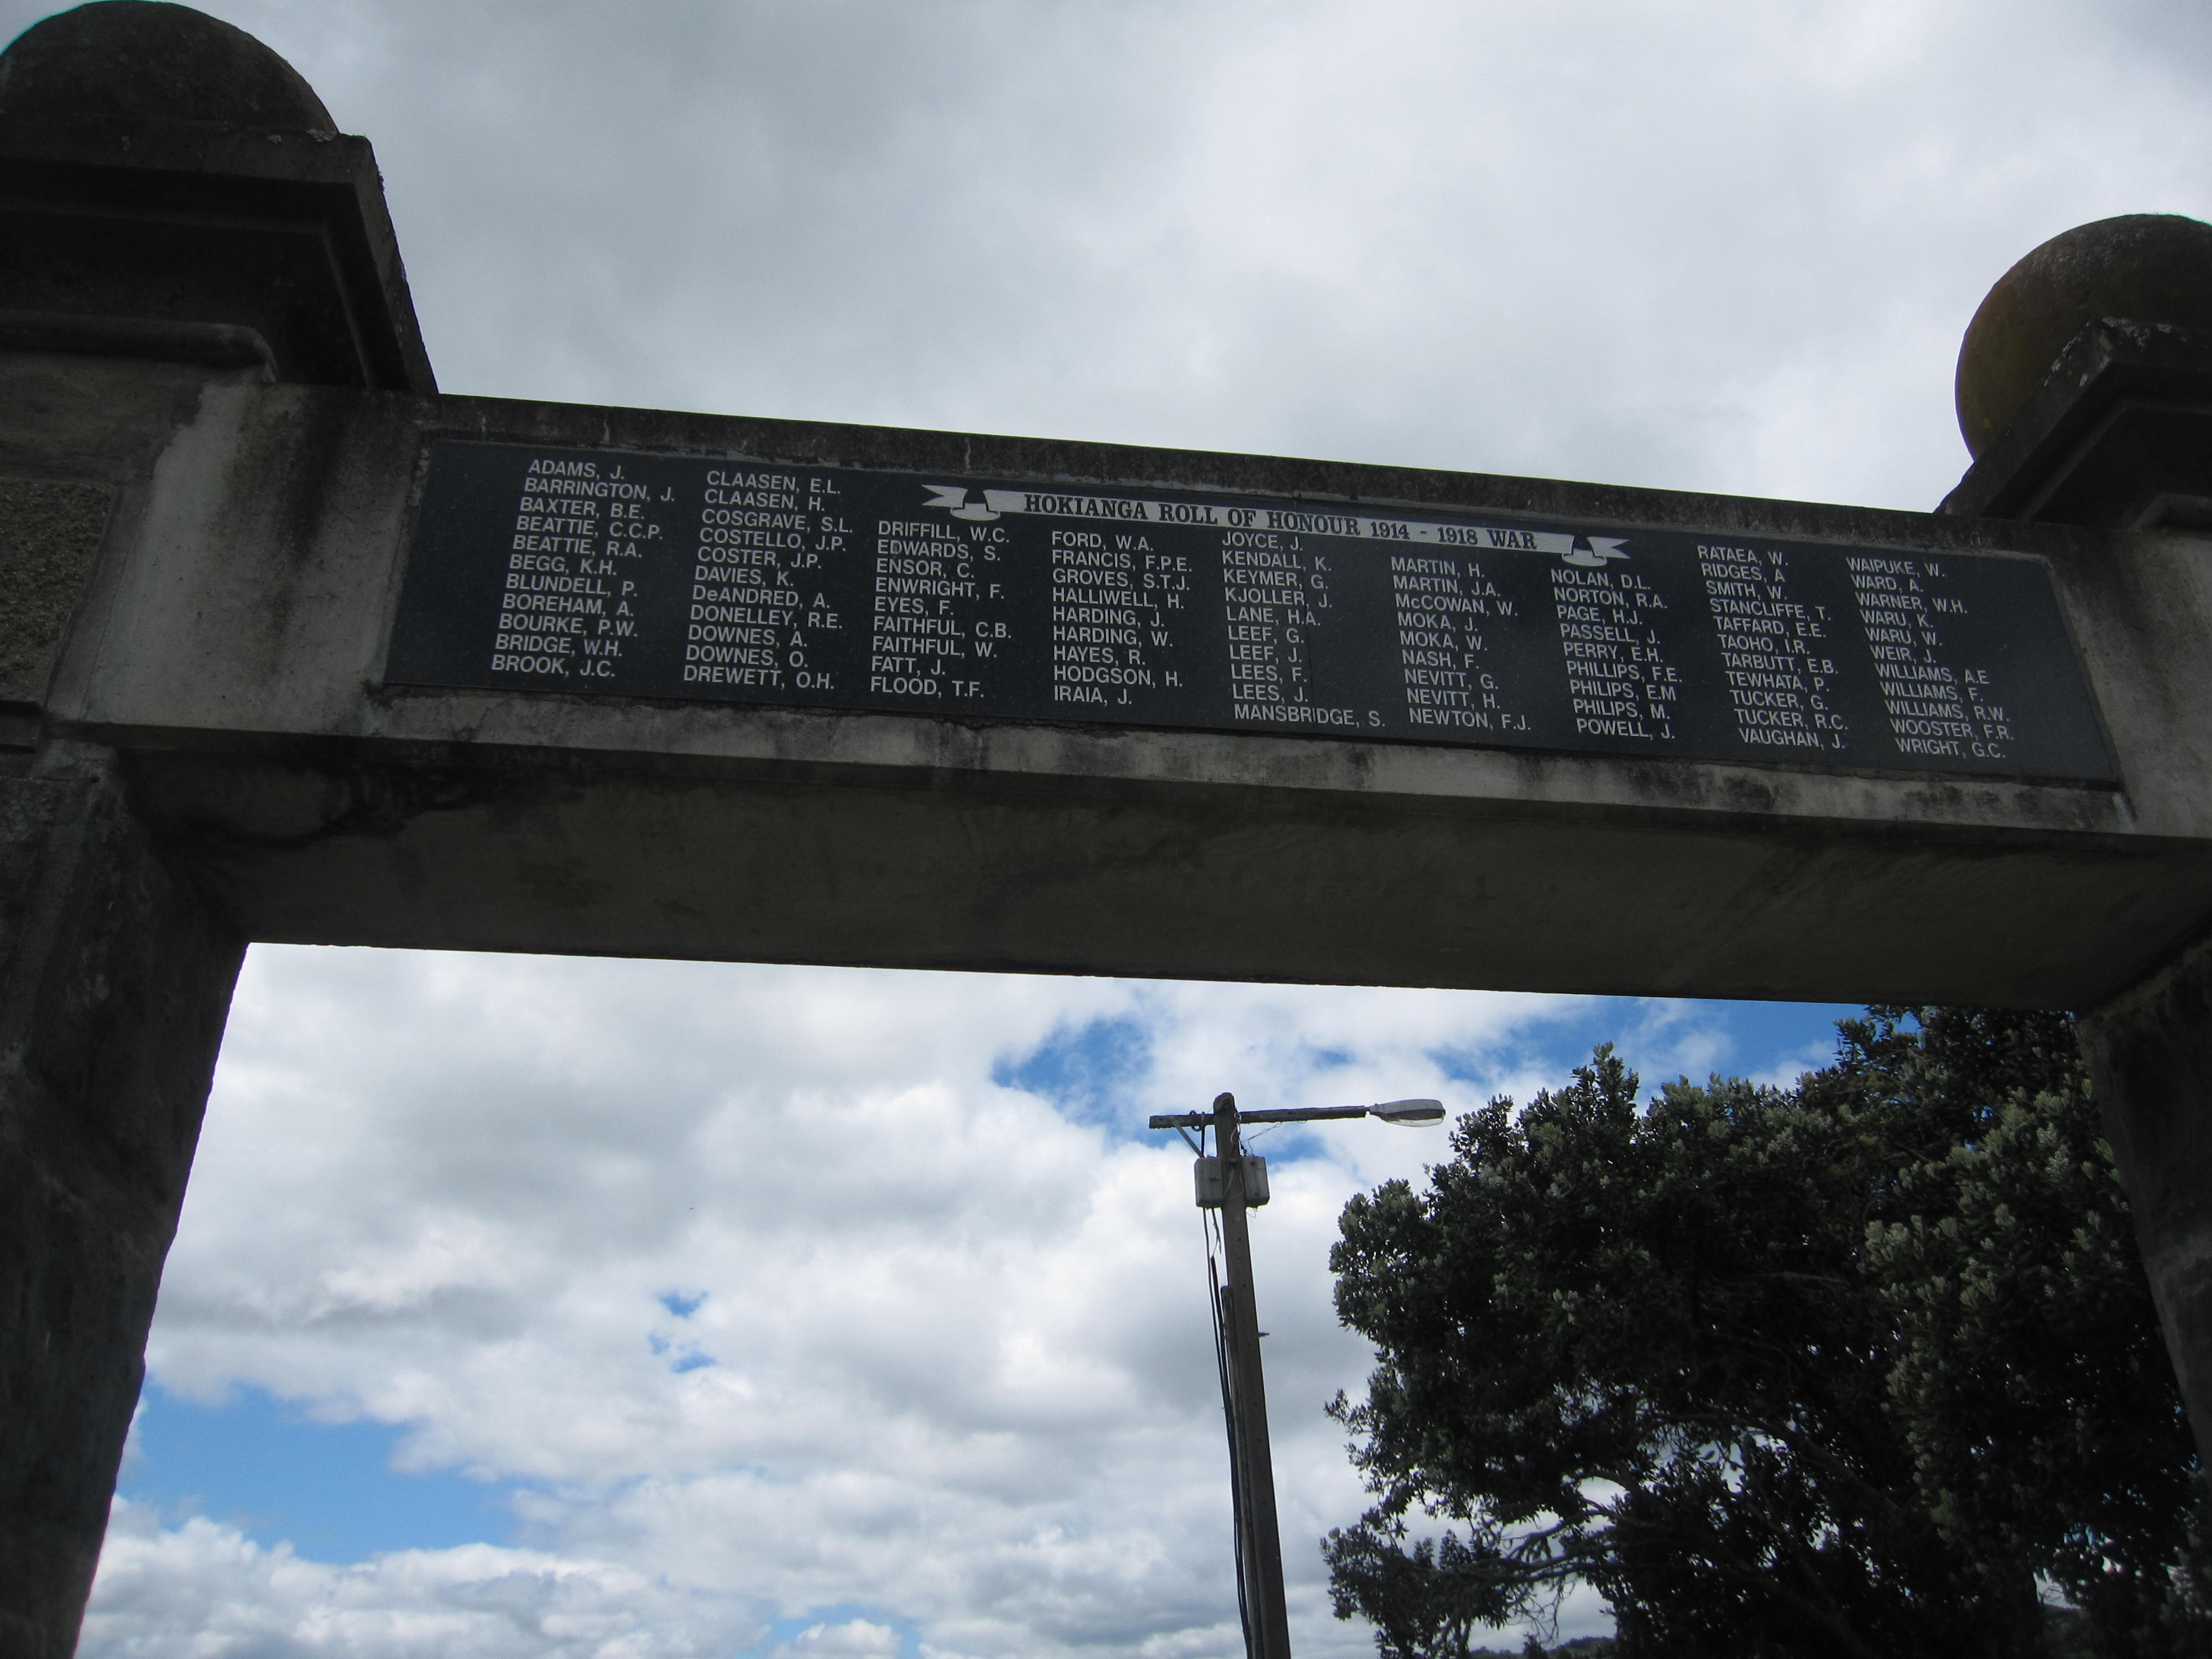 HOKIANGA ROLL OF HONOUR 1914 - 1918 WAR
ADAMS, J.
BARRINGTON, J.
BAXTER, B.E.
BEATTIE, C.C.P.
BEATTIE, R.A.
BEGG, K.H.
BLUNDELL, P.
BOREHAM, A.
BOURKE, P.W.
BRIDGE, W.H.
BROOK, J.C.
CLAASEN, E.L.
CLAASEN, H.
COSGRAVE, S.L.
COSTELLO, J.P.
COSTER, J.P.
DAVIES, K.
DeANDRED, A.
DONELLEY, R.E.
DOWNES, A.
DOWNES, O.
DREWETT, O.H.
DRIFFILL, W.C.
EDWARDS, S.
ENSOR, C.
ENWRIGHT, F.
EYES, F.
FAITHFUL, C.B.
FAITHFUL, W.
FATT, J.
FLOOD, T.F.
FORD, W.A.
FRANCIS, F.P.E.
GROVES, S.T.J.
HALLIWELL, H.
HARDING, J.
HARDING, W.
HAYES, R.
HODGSON, H.
IRAIA, J.
JOYCE, J.
KENDALL, K.
KEYMER, G.
KJOLLER, J.
LANE, H.A.
LEEF, G.
LEEF, J.
LEES, F.
LEES, J.
MANSBRIDGE, S.
MARTIN, H.
MARTIN, J.A.
McCOWAN, W.
MOKA, J.
MOKA, W.
NASH, F.
NEVITT, G.
NEVITT, H.
NEWTON, F.J.
NOLAN, D.L.
NORTON, R.A.
PAGE, H.J.
PASSELL, J.
PERRY, E.H.
PHILLIPS, F.E.
PHILIPS, E.M
PHILIPS, M.
POWELL, J.
RATAEA, W.
RIDGES, A
SMITH, W.
STANCLIFFE, T.
TAFFARD, E.E.
TAOHO, I.R.
TARBUTT, E.B.
TEWHATA, P.
TUCKER, G.
TUCKER, R.C.
VAUGHAN, J.
WAIPUKE, W.
WARD, A.
WARNER, W.H.
WARU, K.
WARU, W.
WEIR, J.
WILLIAMS, A.E
WILLIAMS, F.
WILLIAMS, R.W.
WOOSTER, F.R.
WRIGHT, G.C.